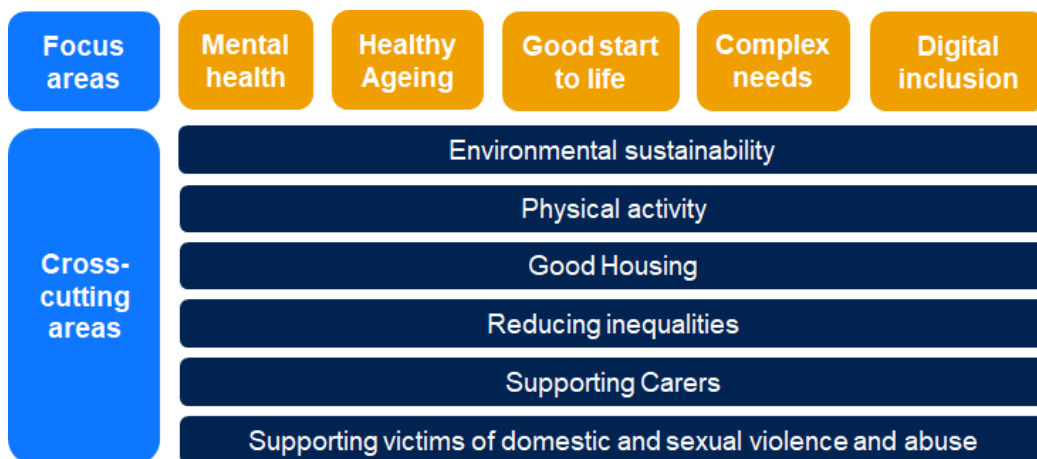 Focus
areas
Mental
health
Healthy
Ageing
Good start
to life
Complex
needs
Digital
inclusion
Cross-
cutting
areas
Environmental sustainability
Physical activity
Good Housing
Reducing inequalities
Supporting Carers
Supporting victims of domestic and sexual violence and abuse